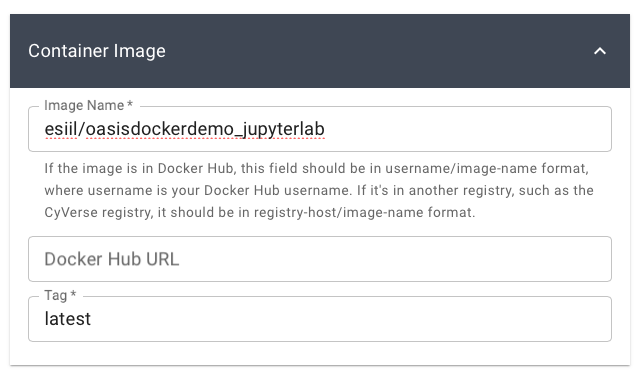 Container Image
Image Name *
esiil/oasisdockerdemo_jupyterlab
If the image is in Docker Hub, this field should be in username/image-name format,
where username is your Docker Hub username. If it's in another registry, such as the
CyVerse registry, it should be in registry-host/image-name format.
Docker Hub URL
Tag *
latest